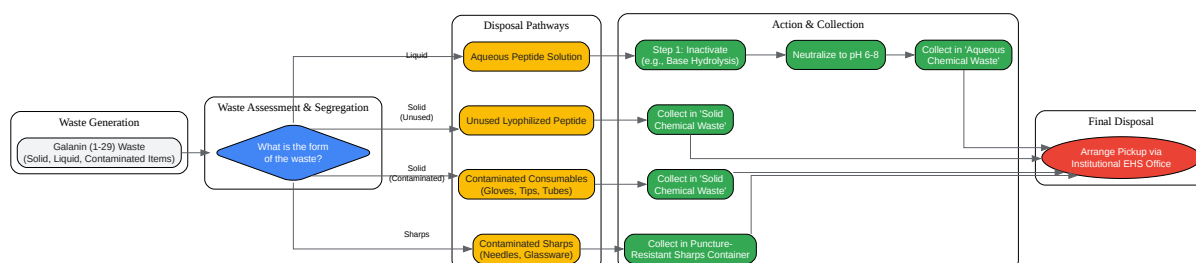 Waste Generation
Galanin (1-29) Waste
(Solid, Liquid, Contaminated Items)
Waste Assessment & Segregation
What is the form
of the waste?
Liquid
Solid
(Unused)
Solid
(Contaminated)
Sharps
Disposal Pathways
Aqueous Peptide Solution
Unused Lyophilized Peptide
Contaminated Consumables
(Gloves, Tips, Tubes)
Contaminated Sharps
(Needles, Glassware)
Action & Collection
Step 1: Inactivate
(e.g., Base Hydrolysis)
Neutralize to pH 6-8
Collect in 'Aqueous
Chemical Waste'
Collect in 'Solid
Chemical Waste'
Collect in 'Solid
Chemical Waste'
Collect in Puncture-
Resistant Sharps Container
Final Disposal
Arrange Pickup via
Institutional EHS Office